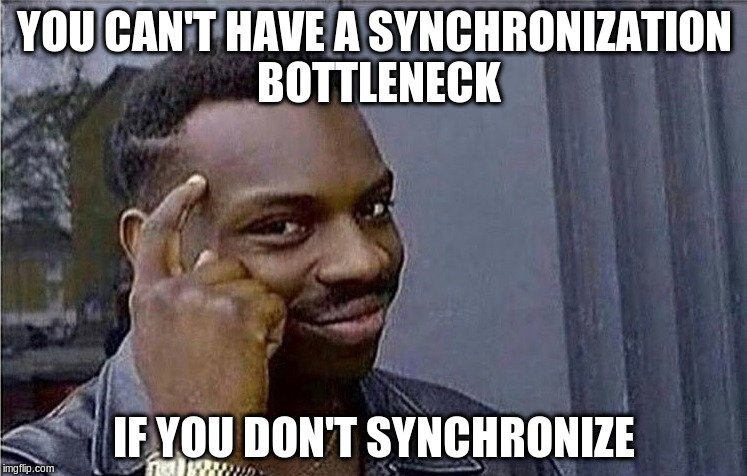 YOU CAN'T HAVE A SYNCHRONIZATION
BOTTLENECK
IF YOU DON'T SYNCHRONIZE
imgflip.com